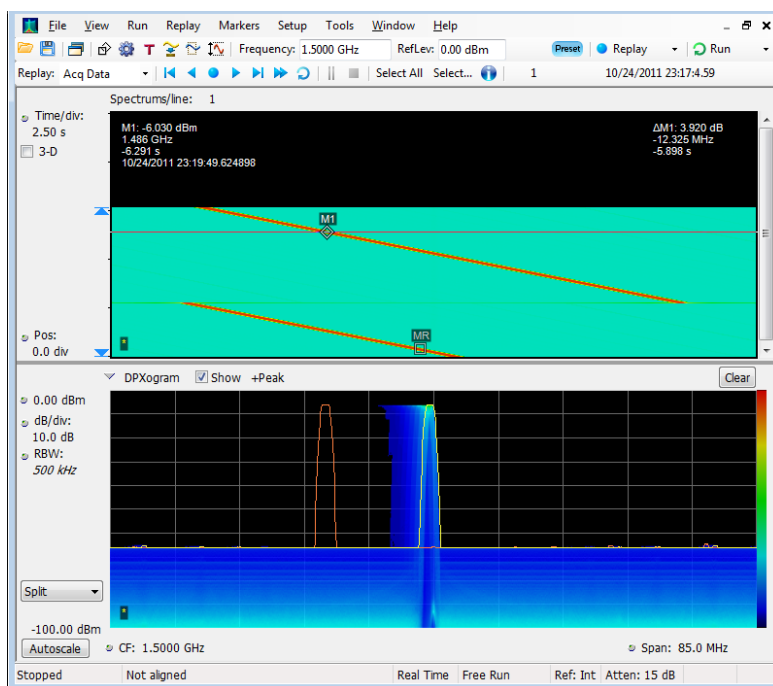 File View Run Replay Markers Setup Tools Window Help
T Frequency: 1.5000 GHz RefLev: 0.00 dBm Preset Replay Run
Replay: Acq Data Select All Select... 1 10/24/2011 23:17:4.59
Spectrums/line: 1
Time/div:
2.50 s
3-D
M1: -6.030 dBm
1.486 GHz
-6.291 s
10/24/2011 23:19:49.624898
ΔM1: 3.920 dB
-12.325 MHz
-5.898 s
M1
MR
Pos:
0.0 div
DPXogram Show +Peak Clear
0.00 dBm
dB/div:
10.0 dB
RBW:
500 kHz
Split
-100.00 dBm
Autoscale CF: 1.5000 GHz Span: 85.0 MHz
Stopped Not aligned Real Time Free Run Ref: Int Atten: 15 dB